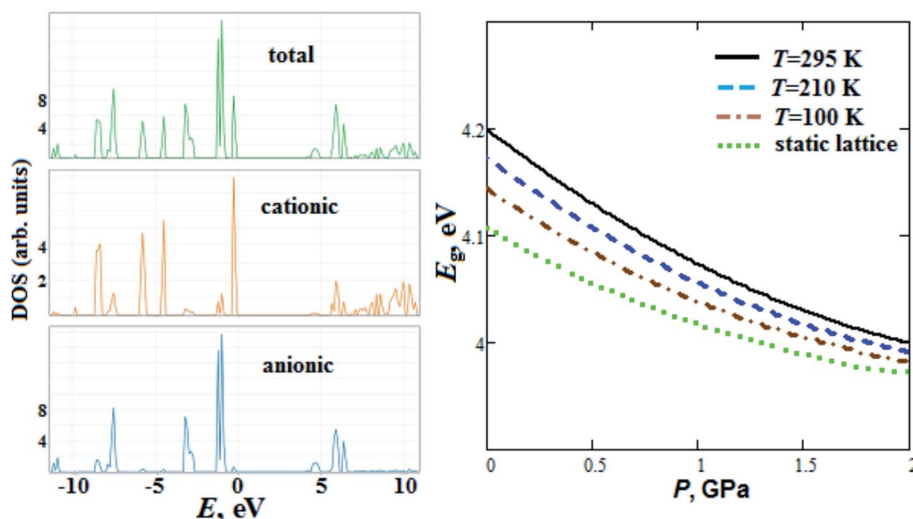 total
8
4
cationic
4
2
DOS (arb. units)
anionic
8
4
-10
-5
0
5
10
E, eV
T=295 K
T=210 K
T=100 K
static lattice
4.2
4.1
4
Eg, eV
0
0.5
1
1.5
2
P, GPa